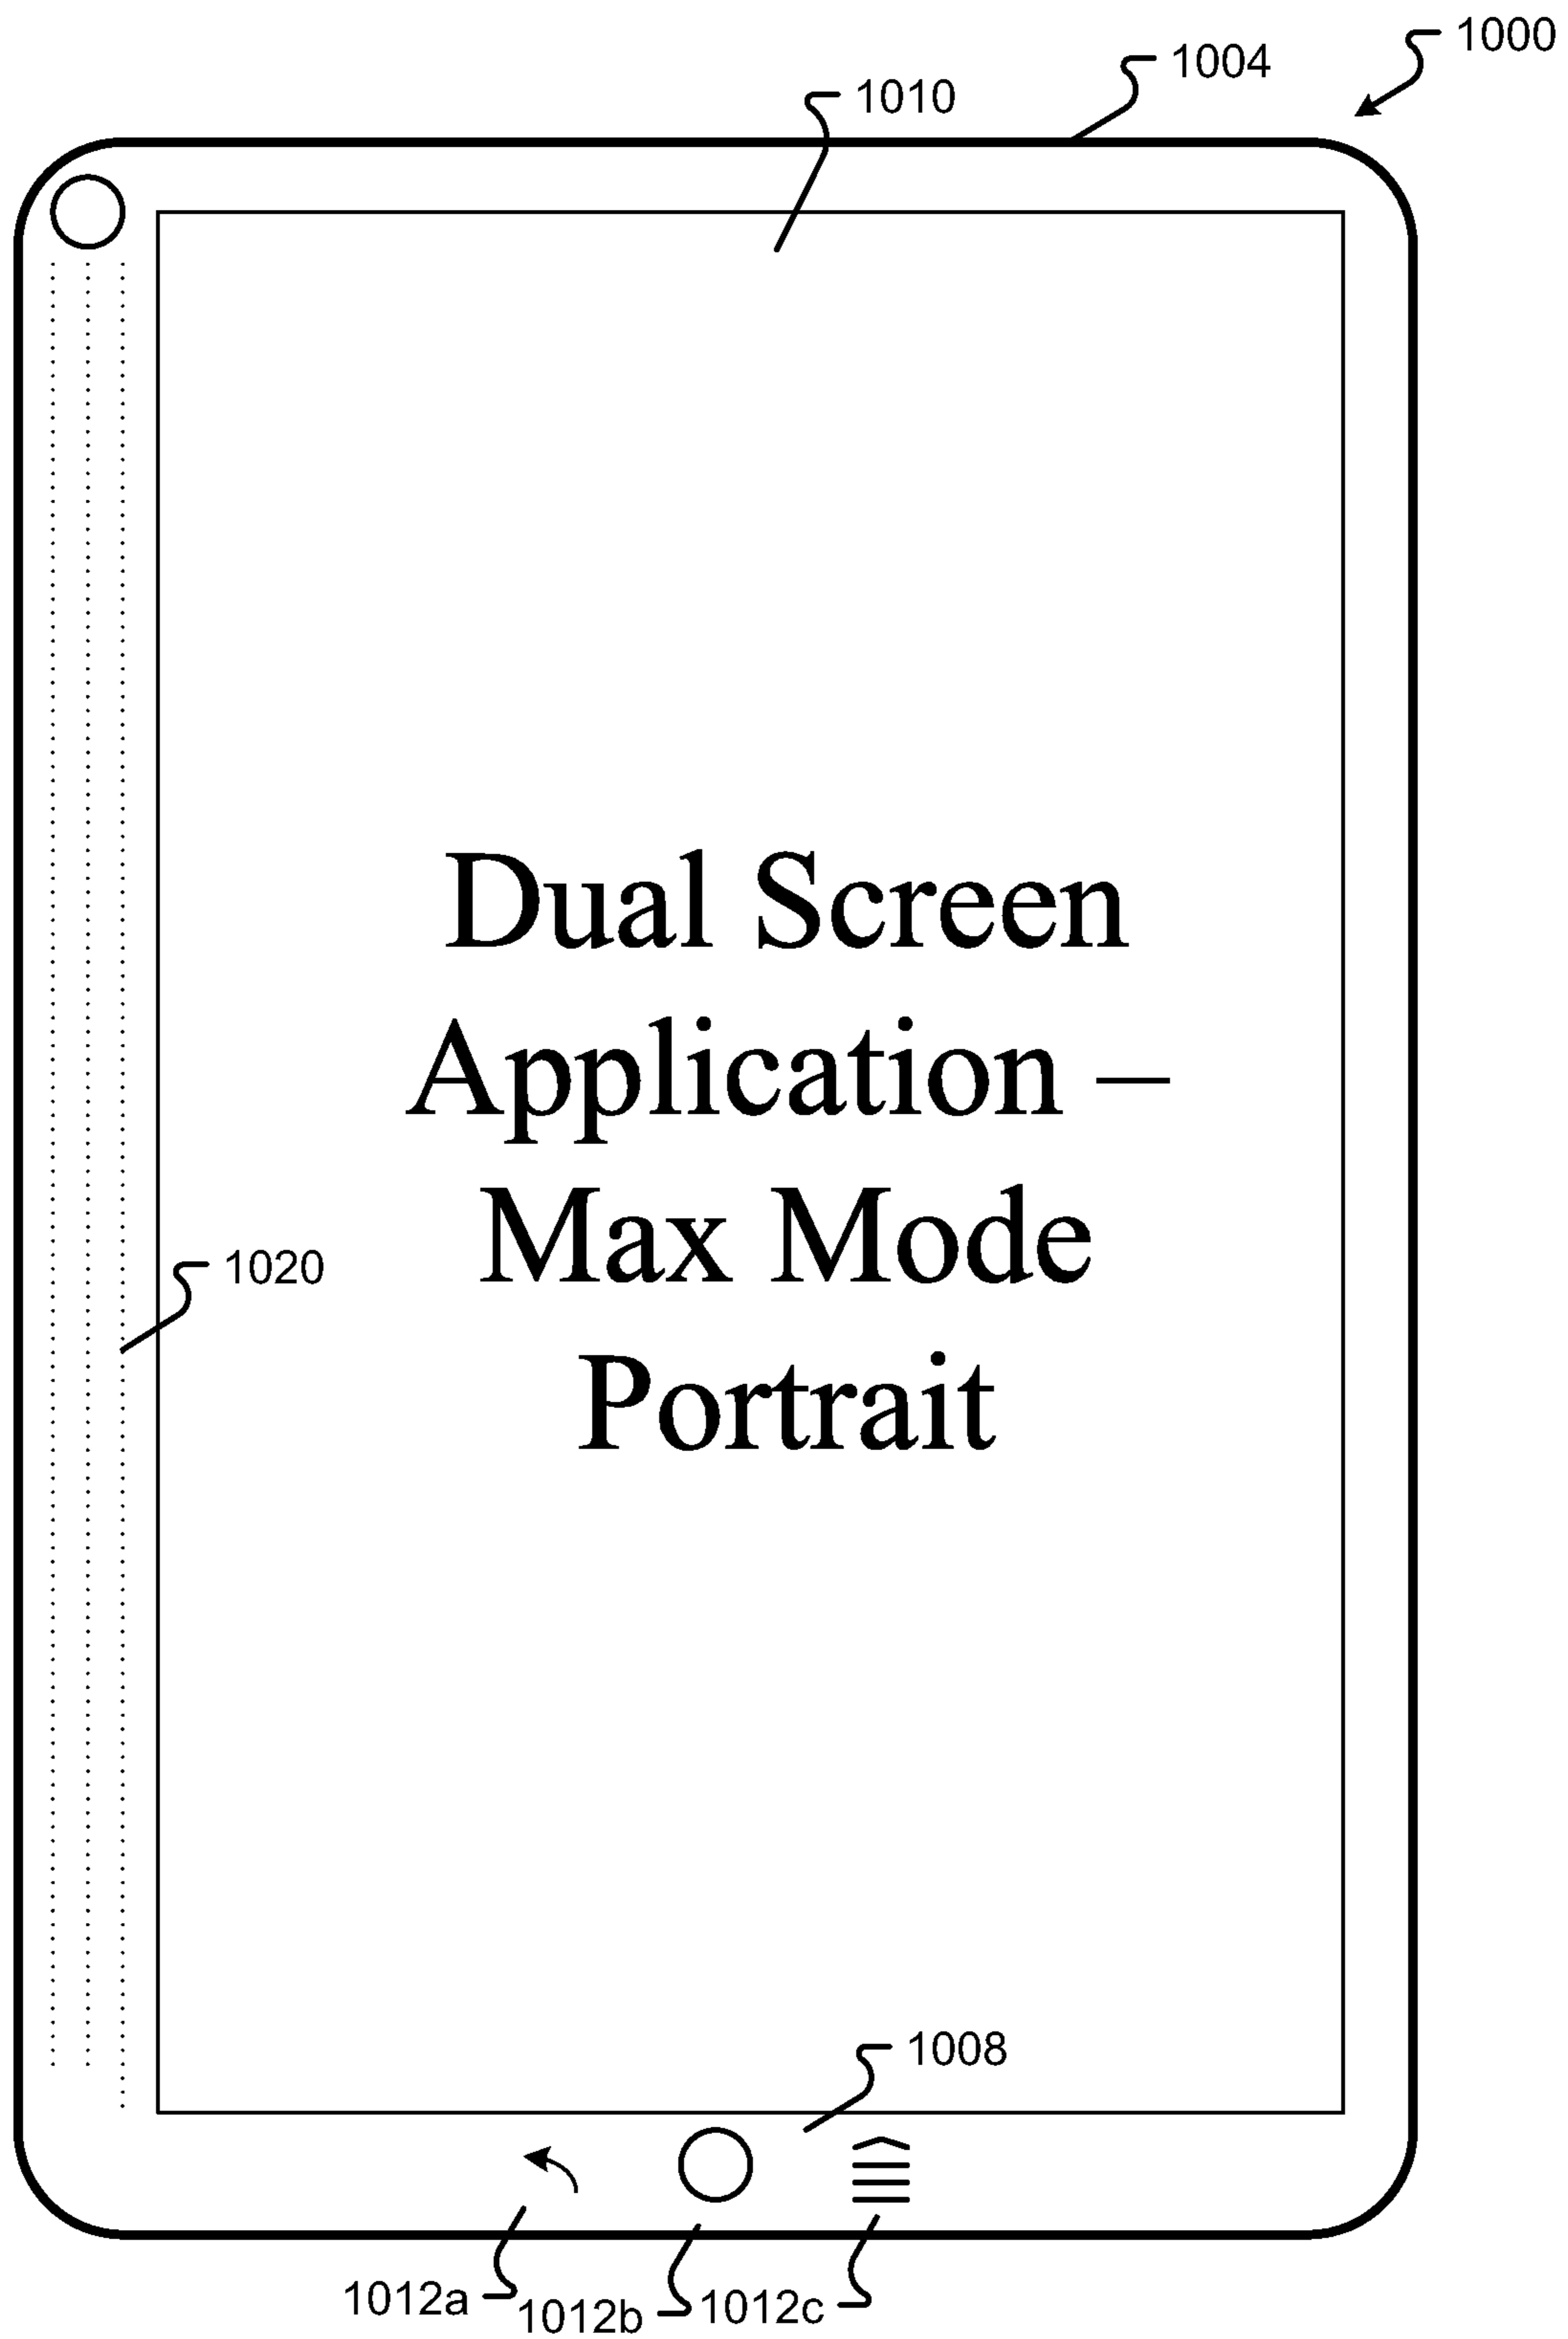 1000
1004
1010
Dual Screen
Application –
Max Mode
Portrait
1020
1008
1012a
1012b
1012c